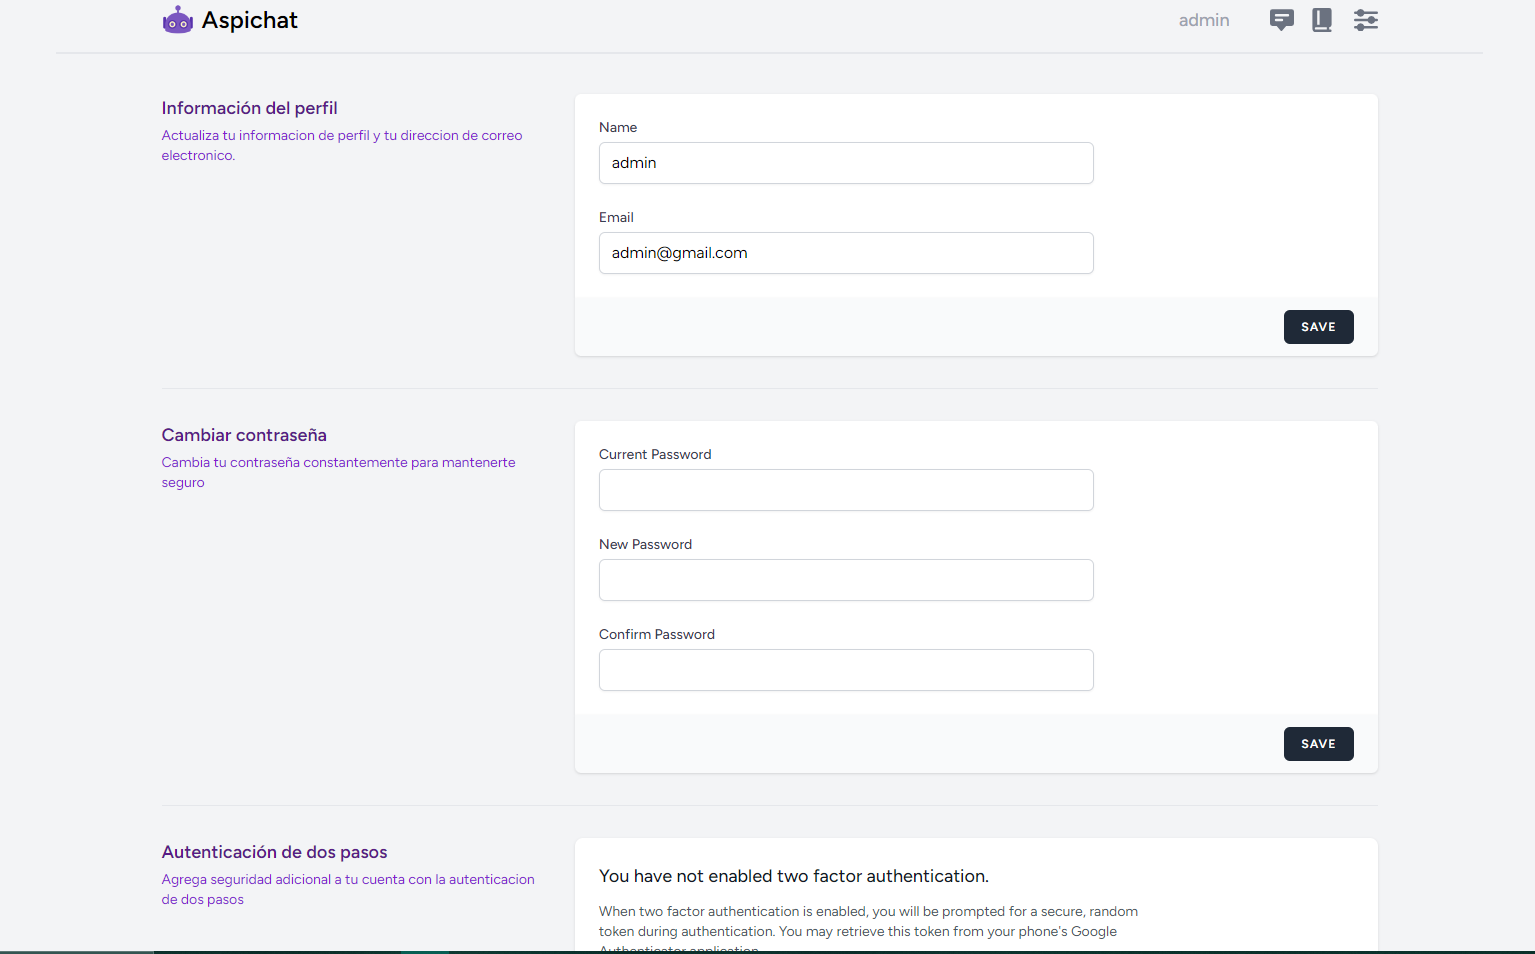 Aspichat
admin
Información del perfil
Actualiza tu informacion de perfil y tu direccion de correo
electronico.
Name
admin
Email
admin@gmail.com
SAVE
Cambiar contraseña
Cambia tu contraseña constantemente para mantenerte
seguro
Current Password
New Password
Confirm Password
SAVE
Autenticación de dos pasos
Agrega seguridad adicional a tu cuenta con la autenticacion
de dos pasos
You have not enabled two factor authentication.
When two factor authentication is enabled, you will be prompted for a secure, random
token during authentication. You may retrieve this token from your phone's Google
Authenticator application.